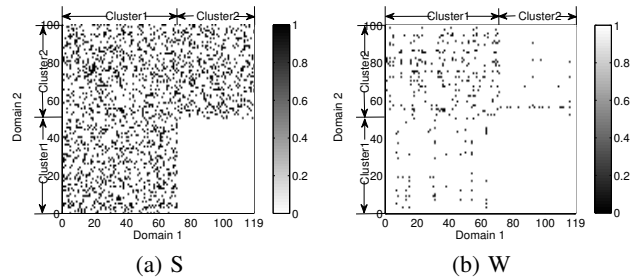 Cluster1 Cluster2
100 80 60 40 20 0
Domain 2
Cluster2
Cluster1
0 20 40 60 80 100 119
Domain 1
1 0.8 0.6 0.4 0.2 0
(a) S
Cluster1 Cluster2
100 80 60 40 20 0
Domain 2
Cluster2
Cluster1
0 20 40 60 80 100 119
Domain 1
0 0.2 0.4 0.6 0.8 1
(b) W